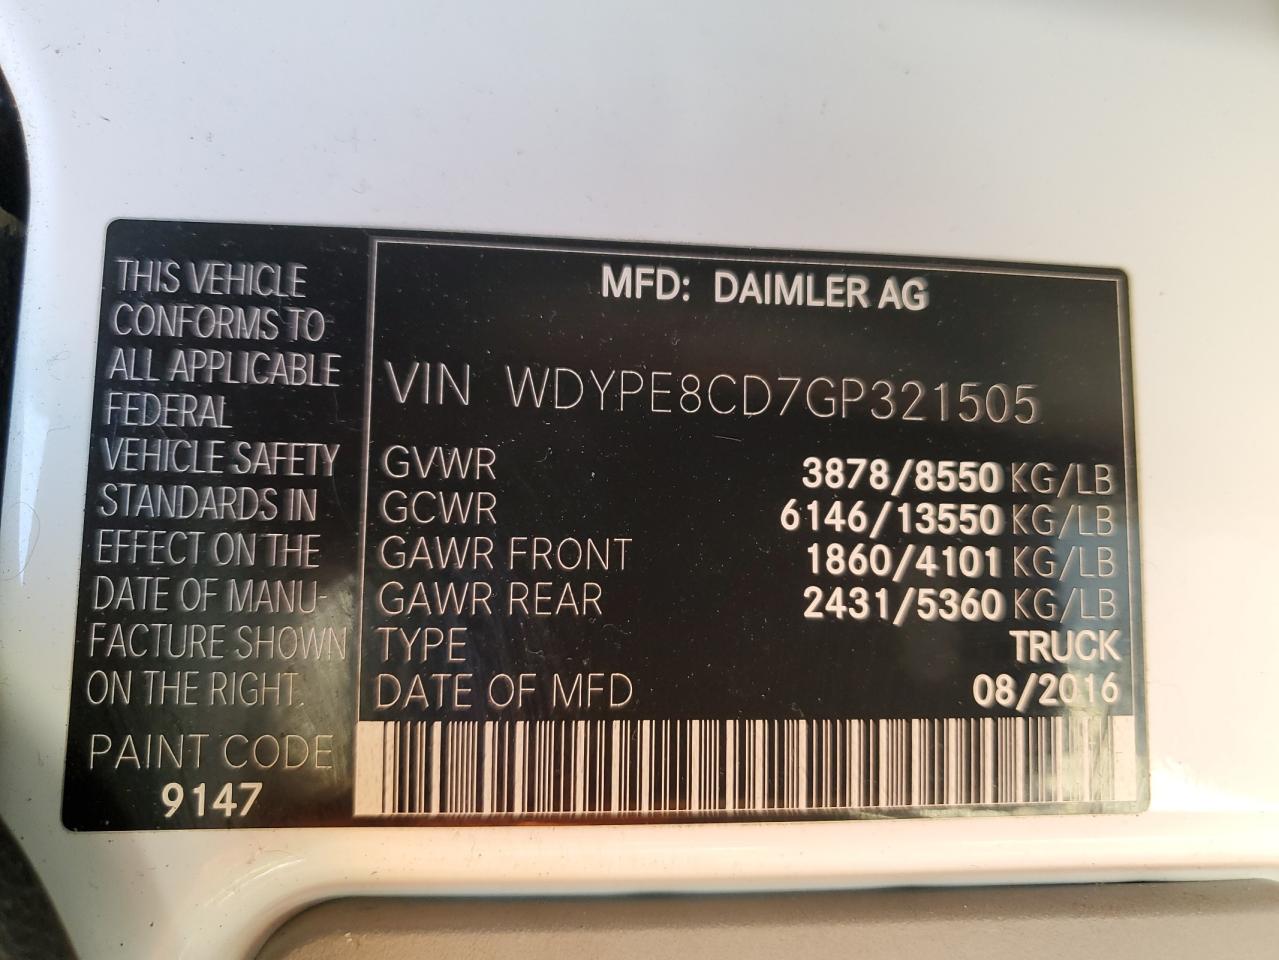 THIS VEHICLE
CONFORMS TO
ALL APPLICABLE
FEDERAL
VEHICLE SAFETY
STANDARDS IN
EFFECT ON THE
DATE OF MANU-
FACTURE SHOWN
ON THE RIGHT.
PAINT CODE
9147
MFD: DAIMLER AG
VIN WDYPE8CD7GP321505
GVWR 3878/8550 KG/LB
GCWR 6146/13550 KG/LB
GAWR FRONT 1860/4101 KG/LB
GAWR REAR 2431/5360 KG/LB
TYPE TRUCK
DATE OF MFD 08/2016